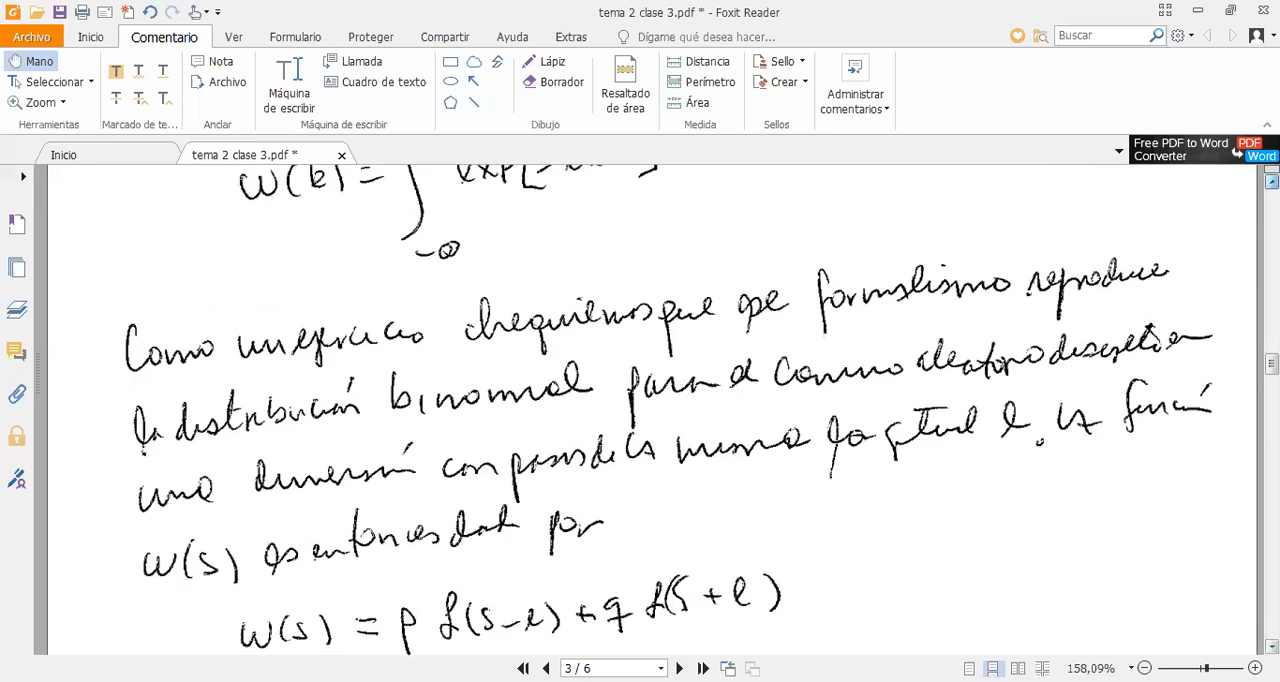 tema 2 clase 3.pdf * - Foxit Reader
Archivo Inicio Comentario Ver Formulario Proteger Compartir Ayuda Extras Dígame qué desea hacer... Buscar
Mano Nota Llamada Lápiz Distancia Sello
Seleccionar Archivo Máquina de escribir Cuadro de texto Borrador Resaltado de área Perímetro Crear Administrar comentarios
Zoom Área
Herramientas Marcado de te... Anclar Máquina de escribir Dibujo Medida Sellos
Inicio tema 2 clase 3.pdf * Free PDF to Word Converter PDF Word
W(k) = ∫
-∞
Como un ejercicio chequiemos que ese formalismo reproduce
la distribución binomial para el camino aleatorio discreto en
una dimensión con pasos de la misma longitud l. La función
w(s) es entonces dada por
w(s) = p δ(s-l) + q δ(s+l)
3 / 6 158,09%